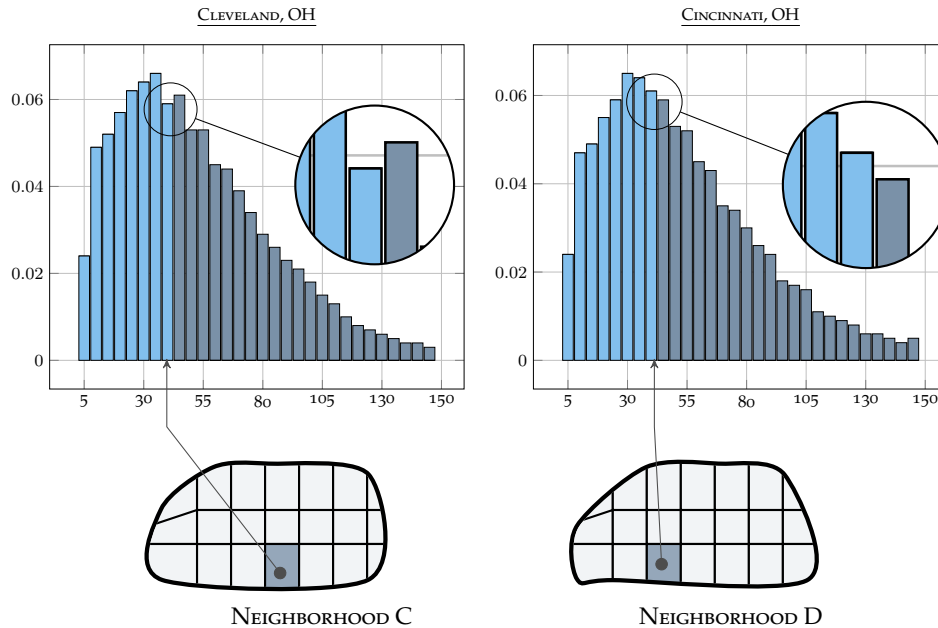 Cleveland, OH
Cincinnati, OH
0.06
0.04
0.02
0
5 30 55 80 105 130 150
0.06
0.04
0.02
0
5 30 55 80 105 130 150
Neighborhood C
Neighborhood D